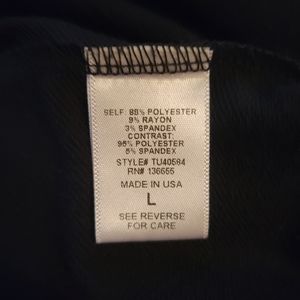 SELF: 88% POLYESTER
9% RAYON
3% SPANDEX
CONTRAST:
95% POLYESTER
5% SPANDEX
STYLE# TU40584
RN# 136655
MADE IN USA
L
SEE REVERSE
FOR CARE